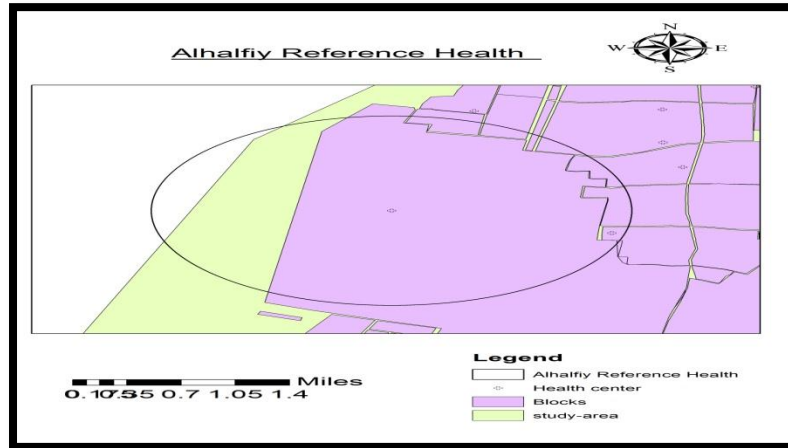 Alhalfiy Reference Health
N
W E
S
Miles
0.7 1.05 1.4
Legend
Alhalfiy Reference Health
Health center
Blocks
study-area